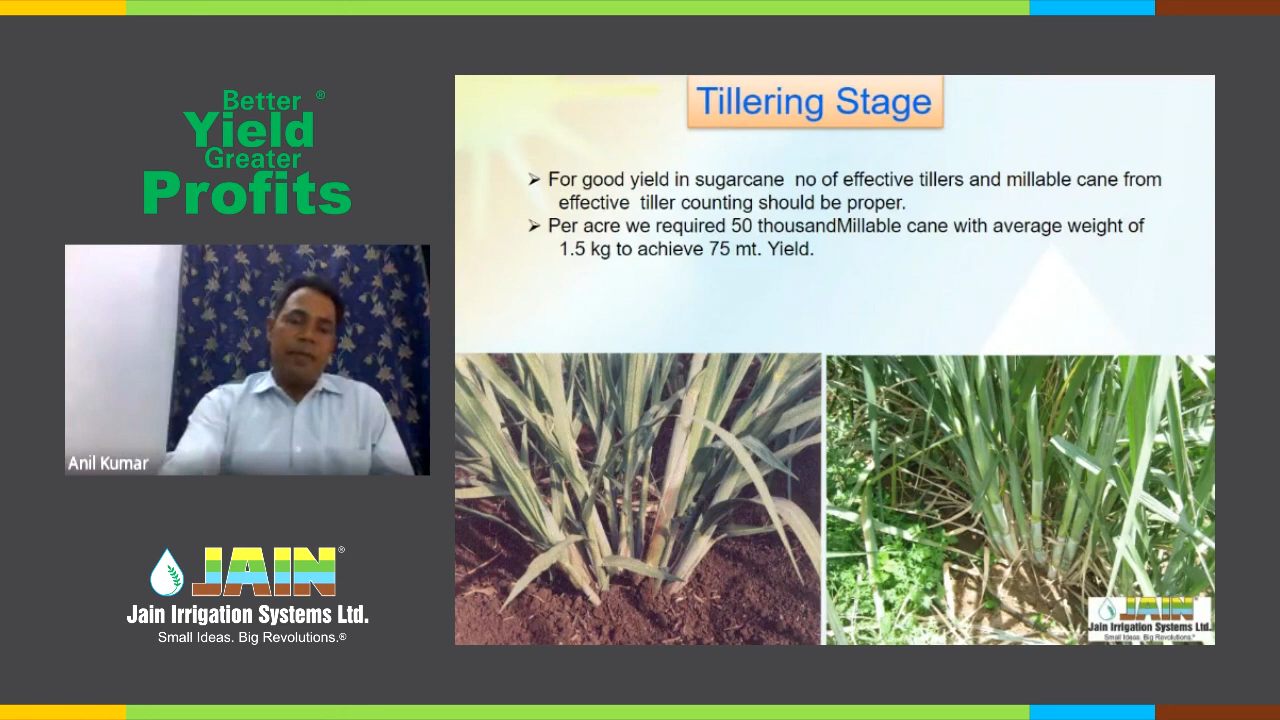 Better ®
Yield
Greater
Profits
Anil Kumar
JAIN®
Jain Irrigation Systems Ltd.
Small Ideas. Big Revolutions.®
Tillering Stage
➢ For good yield in sugarcane no of effective tillers and millable cane from
effective tiller counting should be proper.
➢ Per acre we required 50 thousandMillable cane with average weight of
1.5 kg to achieve 75 mt. Yield.
JAIN
Jain Irrigation Systems Ltd.
Small Ideas. Big Revolutions.®